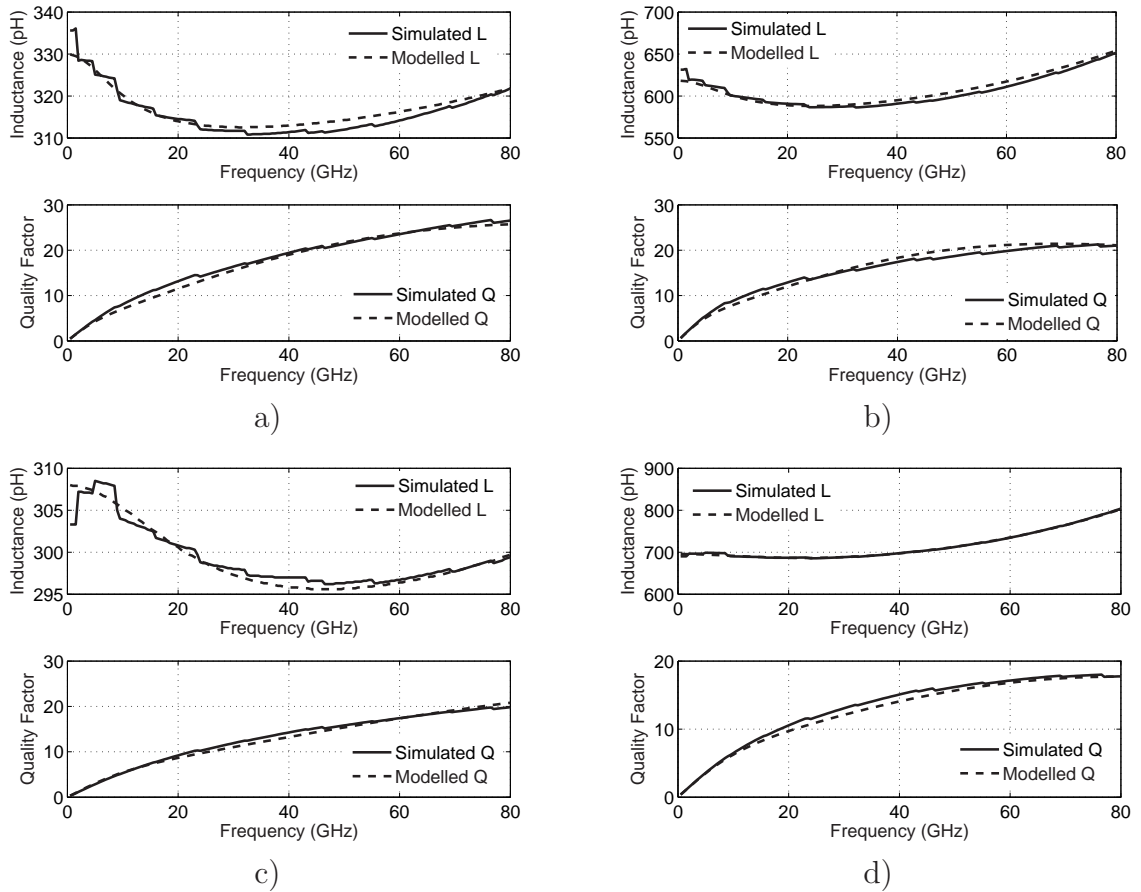 340
330
320
310
Inductance (pH)
Simulated L
Modelled L
0 20 40 60 80
Frequency (GHz)
30
20
10
0
Quality Factor
Simulated Q
Modelled Q
0 20 40 60 80
Frequency (GHz)
a)
700
650
600
550
Inductance (pH)
Simulated L
Modelled L
0 20 40 60 80
Frequency (GHz)
30
20
10
0
Quality Factor
Simulated Q
Modelled Q
0 20 40 60 80
Frequency (GHz)
b)
310
305
300
295
Inductance (pH)
Simulated L
Modelled L
0 20 40 60 80
Frequency (GHz)
30
20
10
0
Quality Factor
Simulated Q
Modelled Q
0 20 40 60 80
Frequency (GHz)
c)
900
800
700
600
Inductance (pH)
Simulated L
Modelled L
0 20 40 60 80
Frequency (GHz)
20
10
0
Quality Factor
Simulated Q
Modelled Q
0 20 40 60 80
Frequency (GHz)
d)